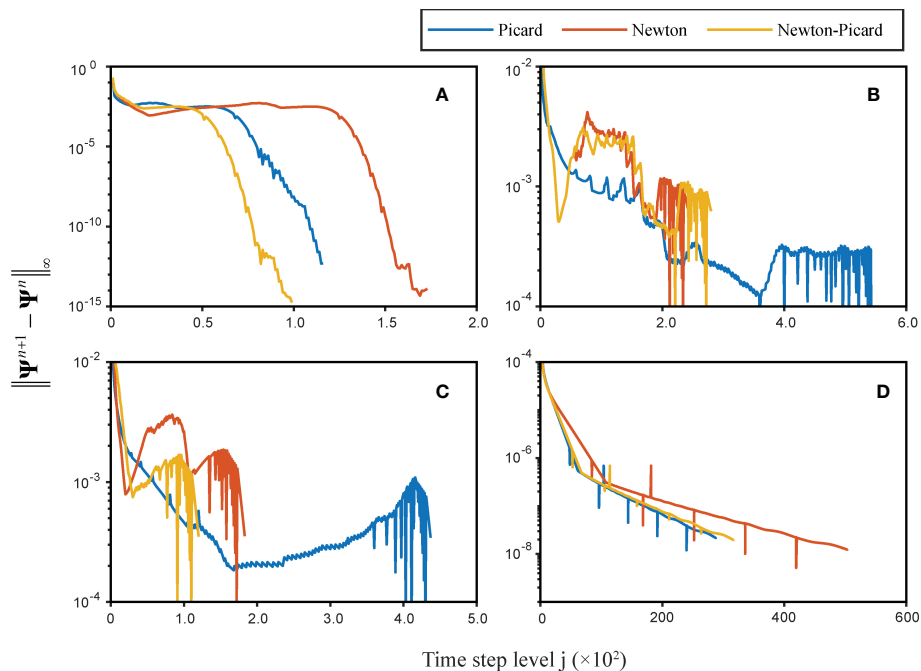 Picard Newton Newton-Picard
A
10^0
10^-5
10^-10
10^-15
0 0.5 1.0 1.5 2.0
B
10^-2
10^-3
10^-4
0 2.0 4.0 6.0
‖Ψ^{n+1} − Ψ^n‖_∞
C
10^-2
10^-3
10^-4
0 1.0 2.0 3.0 4.0 5.0
D
10^-4
10^-6
10^-8
0 200 400 600
Time step level j (×10^2)